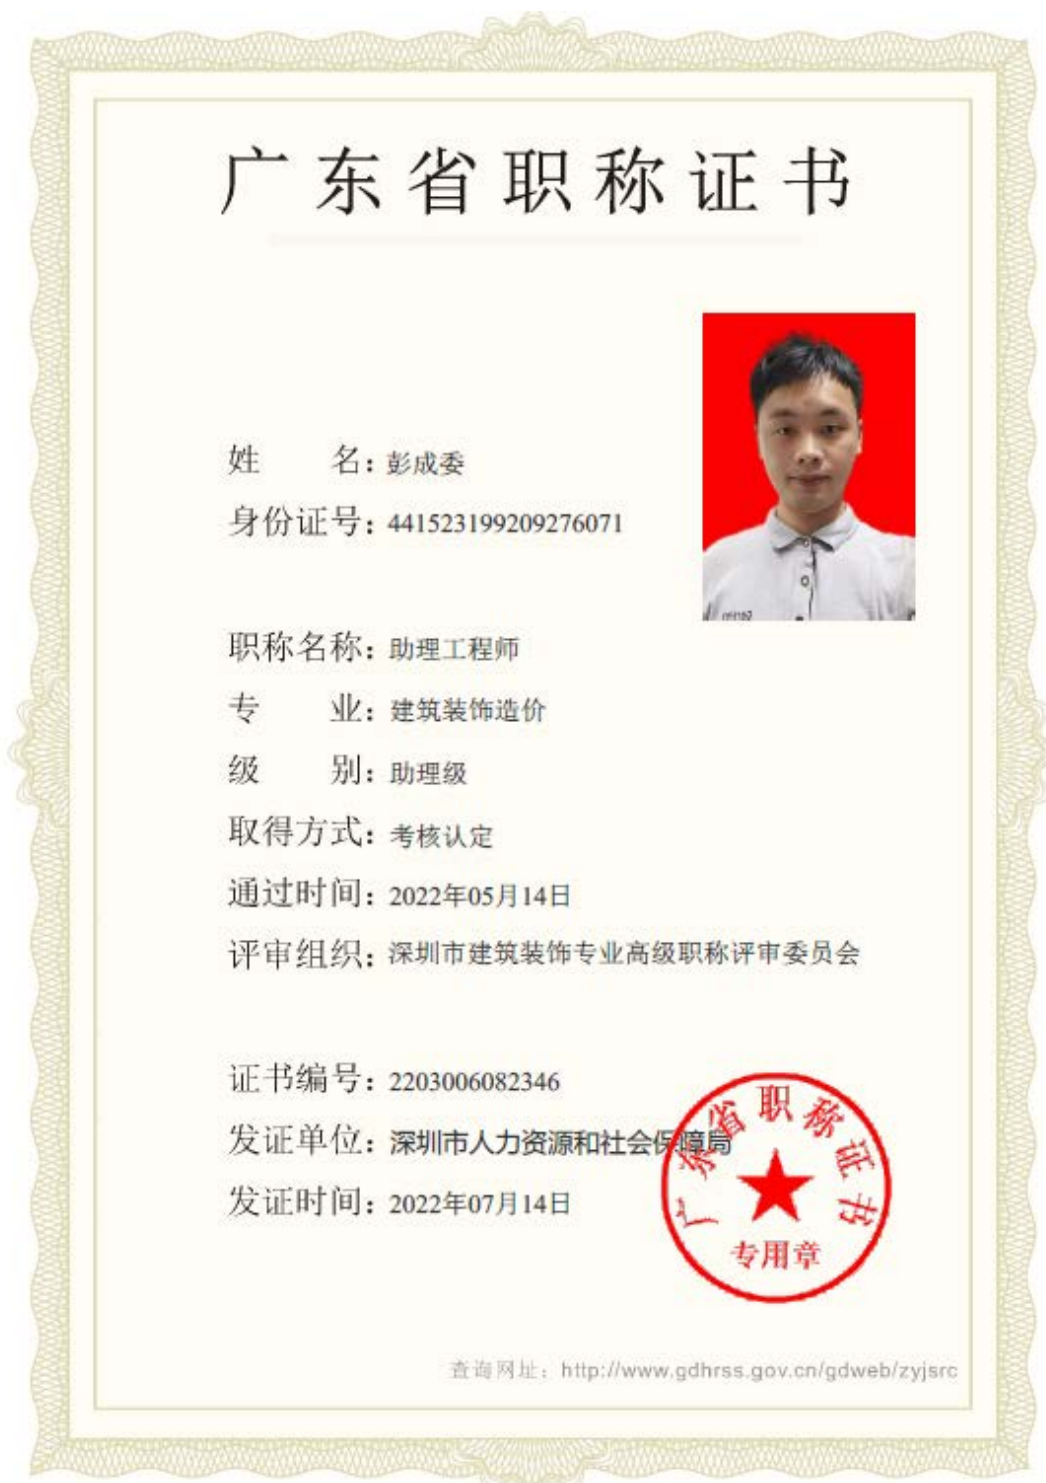 广东省职称证书
姓名：彭成委
身份证号：441523199209276071
职称名称：助理工程师
专业：建筑装饰造价
级别：助理级
取得方式：考核认定
通过时间：2022年05月14日
评审组织：深圳市建筑装饰专业高级职称评审委员会
证书编号：2203006082346
发证单位：深圳市人力资源和社会保障局
发证时间：2022年07月14日
广东省职称证书
专用章
查询网址：http://www.gdhrss.gov.cn/gdweb/zyjsrc